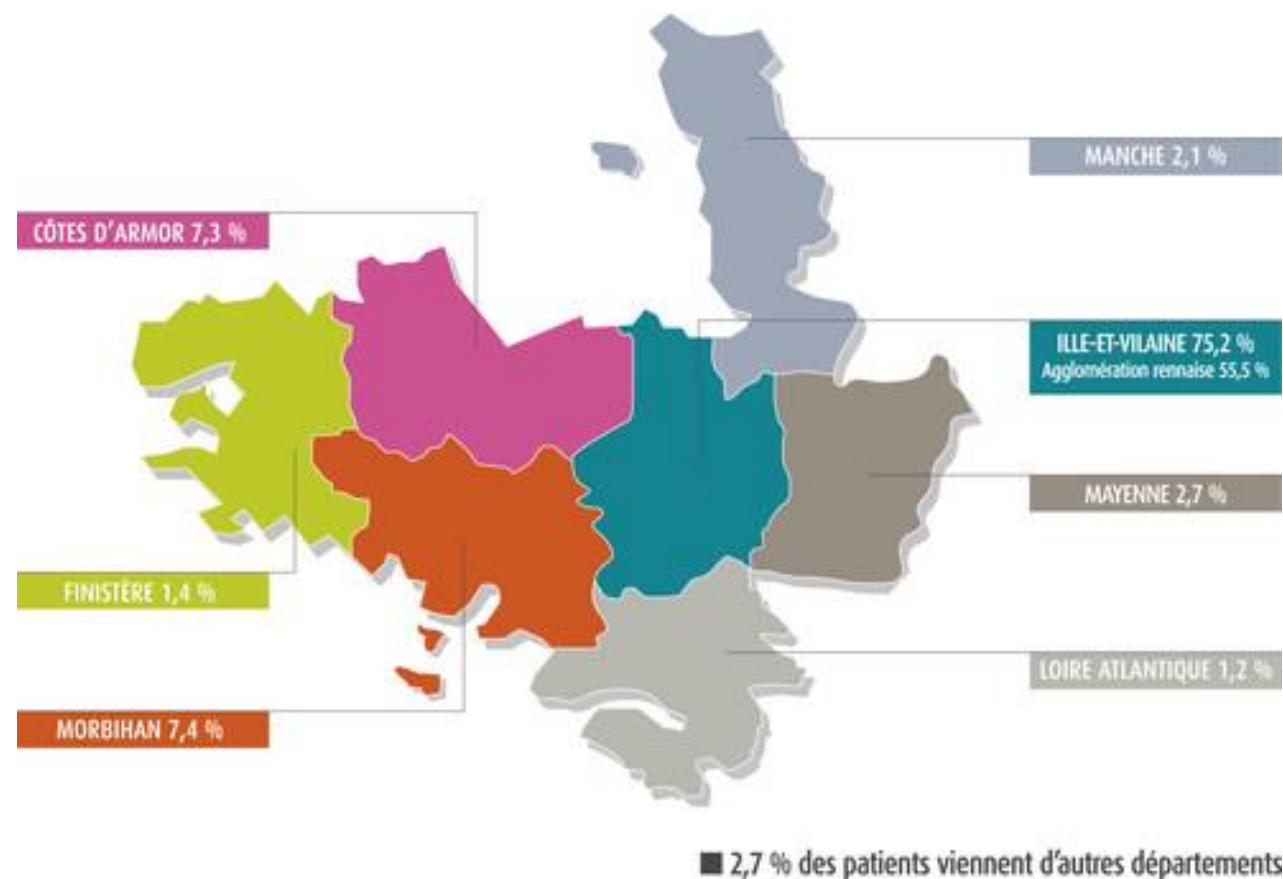 MANCHE 2,1 %
CÔTES D'ARMOR 7,3 %
ILLE-ET-VILAINE 75,2 %
Agglomération rennaise 55,5 %
MAYENNE 2,7 %
FINISTÈRE 1,4 %
LOIRE ATLANTIQUE 1,2 %
MORBIHAN 7,4 %
2,7 % des patients viennent d'autres départements